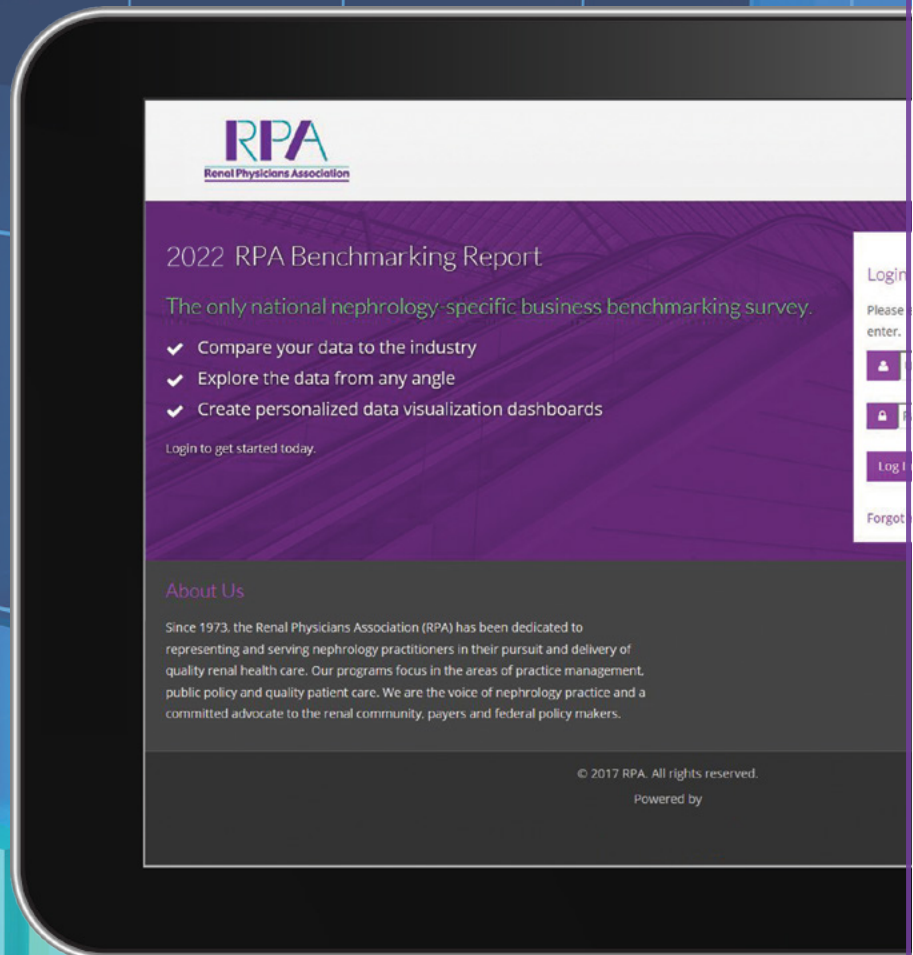 RPA
Renal Physicians Association
2022 RPA Benchmarking Report
The only national nephrology-specific business benchmarking survey.
Compare your data to the industry
Explore the data from any angle
Create personalized data visualization dashboards
Login to get started today.
Login
Please
enter.
Log I
Forgot
About Us
Since 1973, the Renal Physicians Association (RPA) has been dedicated to
representing and serving nephrology practitioners in their pursuit and delivery of
quality renal health care. Our programs focus in the areas of practice management,
public policy and quality patient care. We are the voice of nephrology practice and a
committed advocate to the renal community, payers and federal policy makers.
© 2017 RPA. All rights reserved.
Powered by